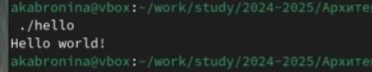 akabronina@vbox:~/work/study/2024-2025/Архите
./hello
Hello world!
akabronina@vbox:~/work/study/2024-2025/Архите